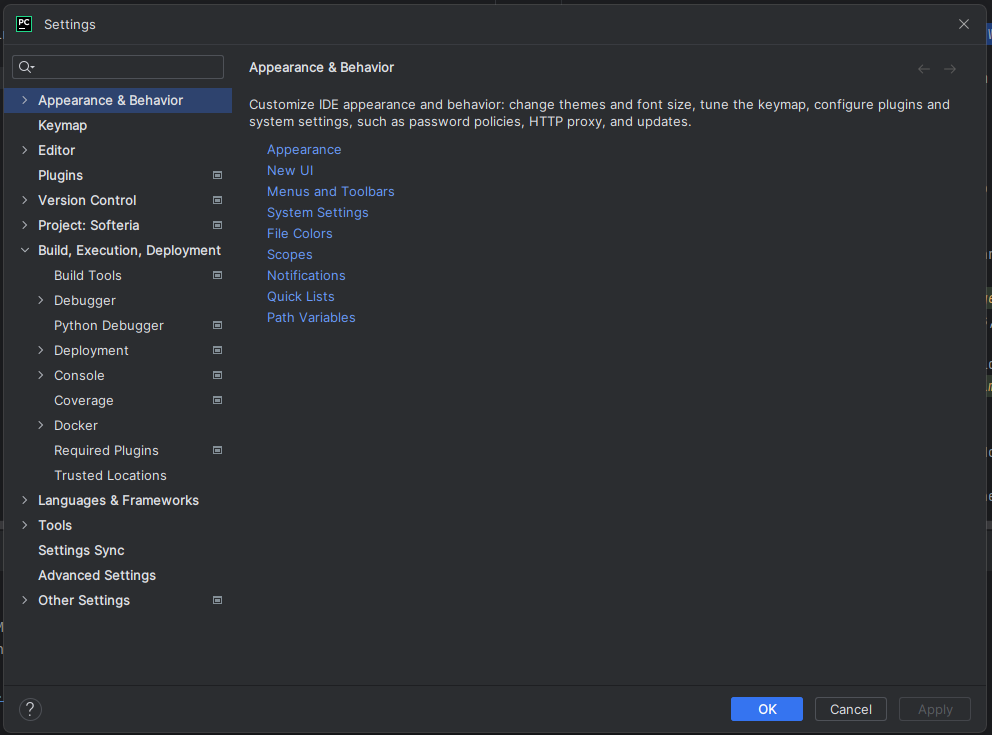 PC
Settings
Appearance & Behavior
Keymap
Editor
Plugins
Version Control
Project: Softeria
Build, Execution, Deployment
Build Tools
Debugger
Python Debugger
Deployment
Console
Coverage
Docker
Required Plugins
Trusted Locations
Languages & Frameworks
Tools
Settings Sync
Advanced Settings
Other Settings
Appearance & Behavior
Customize IDE appearance and behavior: change themes and font size, tune the keymap, configure plugins and
system settings, such as password policies, HTTP proxy, and updates.
Appearance
New UI
Menus and Toolbars
System Settings
File Colors
Scopes
Notifications
Quick Lists
Path Variables
?
OK
Cancel
Apply